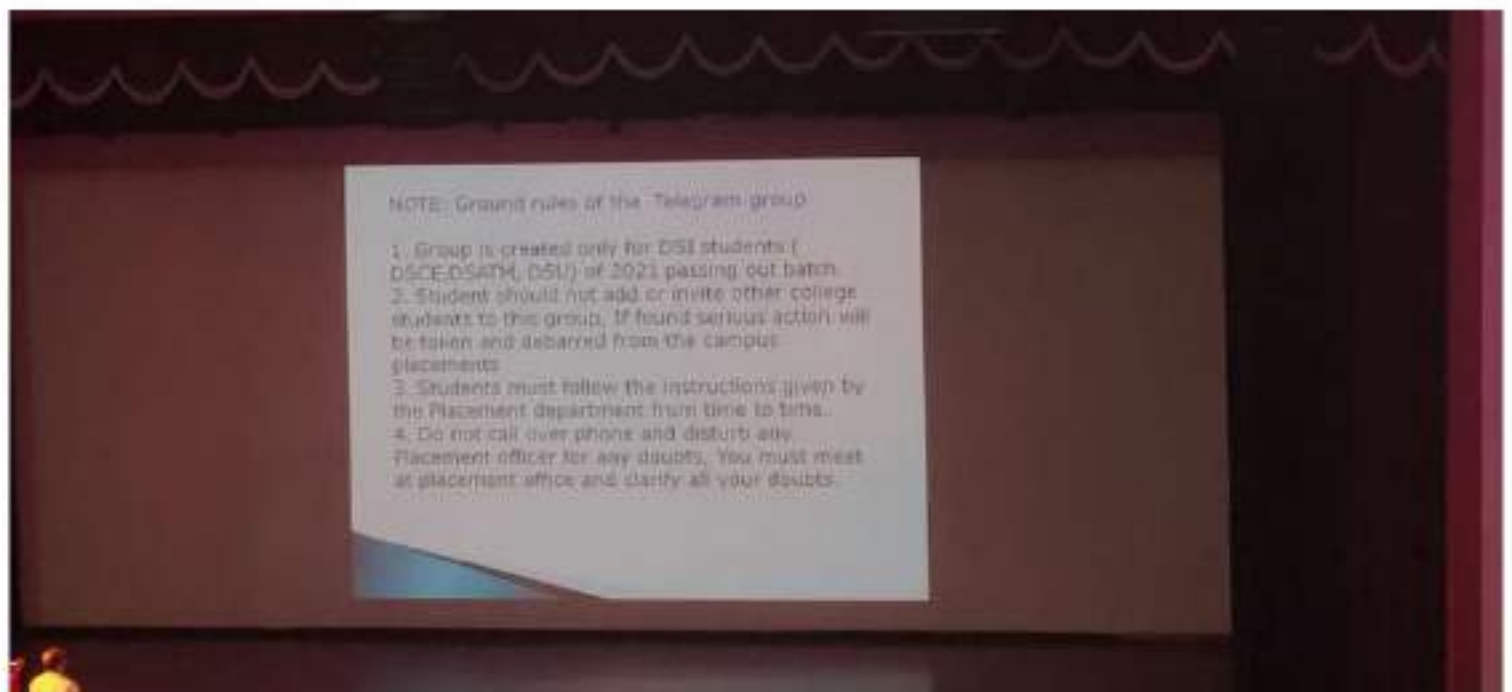 NOTE: Ground rules of the Telegram group
1. Group is created only for DSI students (
DSCE,DSATM, DSU) of 2021 passing out batch.
2. Student should not add or invite other college
students to this group, If found serious action will
be taken and debarred from the campus
placements
3. Students must follow the instructions given by
the Placement department from time to time.
4. Do not call over phone and disturb any
Placement officer for any doubts, You must meet
at placement office and clarify all your doubts.